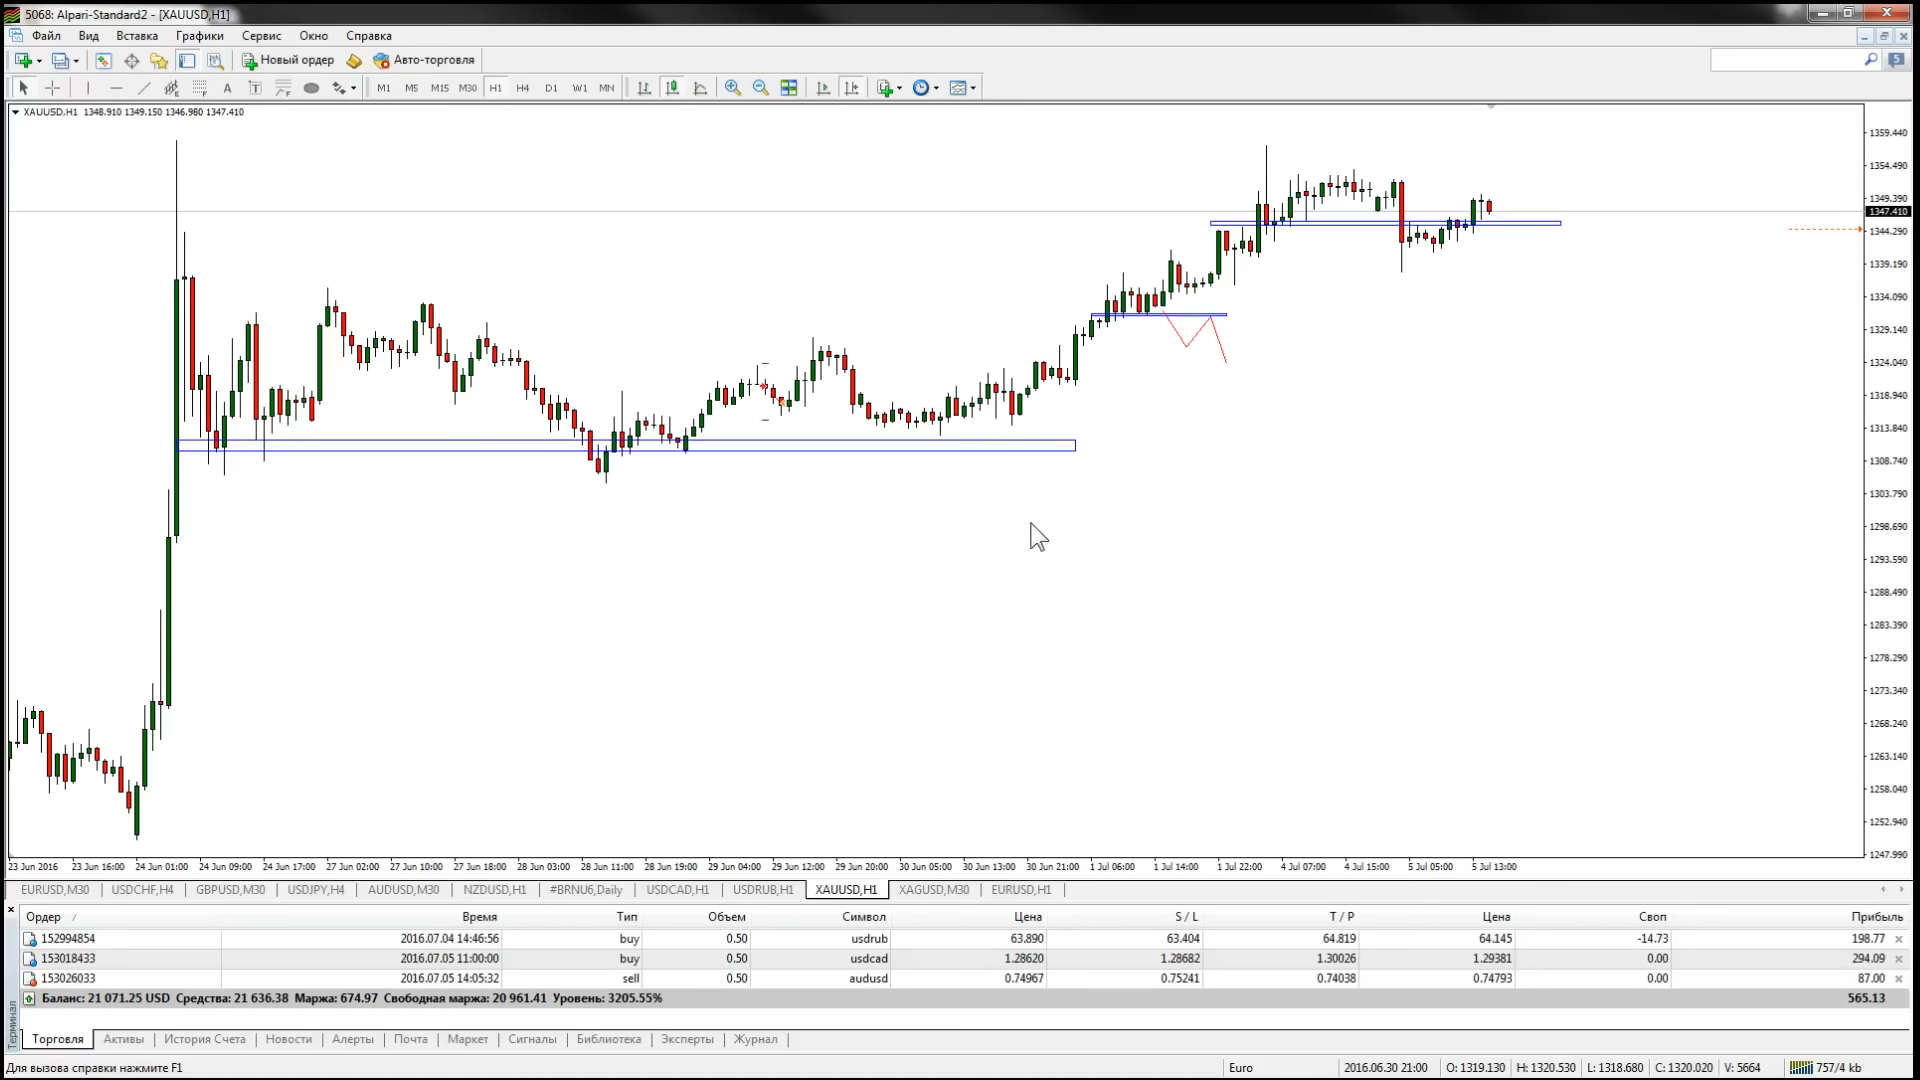 5068: Alpari-Standard2 - [XAUUSD,H1]
Файл Вид Вставка Графики Сервис Окно Справка
Новый ордер Авто-торговля 5
A T M1 M5 M15 M30 H1 H4 D1 W1 MN
XAUUSD,H1 1348.910 1349.150 1346.980 1347.410
1359.440
1354.490
1349.390
1347.410
1344.290
1339.190
1334.090
1329.140
1324.040
1318.940
1313.840
1308.740
1303.790
1298.690
1293.590
1288.490
1283.390
1278.290
1273.340
1268.240
1263.140
1258.040
1252.940
1247.990
23 Jun 2016 23 Jun 16:00 24 Jun 01:00 24 Jun 09:00 24 Jun 17:00 27 Jun 02:00 27 Jun 10:00 27 Jun 18:00 28 Jun 03:00 28 Jun 11:00 28 Jun 19:00 29 Jun 04:00 29 Jun 12:00 29 Jun 20:00 30 Jun 05:00 30 Jun 13:00 30 Jun 21:00 1 Jul 06:00 1 Jul 14:00 1 Jul 22:00 4 Jul 07:00 4 Jul 15:00 5 Jul 05:00 5 Jul 13:00
EURUSD,M30 USDCHF,H4 GBPUSD,M30 USDJPY,H4 AUDUSD,M30 NZDUSD,H1 #BRNU6,Daily USDCAD,H1 USDRUB,H1 XAUUSD,H1 XAGUSD,M30 EURUSD,H1
Ордер Время Тип Объем Символ Цена S / L T / P Цена Своп Прибыль
152994854 2016.07.04 14:46:56 buy 0.50 usdrub 63.890 63.404 64.819 64.145 -14.73 198.77
153018433 2016.07.05 11:00:00 buy 0.50 usdcad 1.28620 1.28682 1.30026 1.29381 0.00 294.09
153026033 2016.07.05 14:05:32 sell 0.50 audusd 0.74967 0.75241 0.74038 0.74793 0.00 87.00
Баланс: 21 071.25 USD Средства: 21 636.38 Маржа: 674.97 Свободная маржа: 20 961.41 Уровень: 3205.55% 565.13
Терминал
Торговля Активы История Счета Новости Алерты Почта Маркет Сигналы Библиотека Эксперты Журнал
Для вызова справки нажмите F1 Euro 2016.06.30 21:00 O: 1319.130 H: 1320.530 L: 1318.680 C: 1320.020 V: 5664 757/4 kb